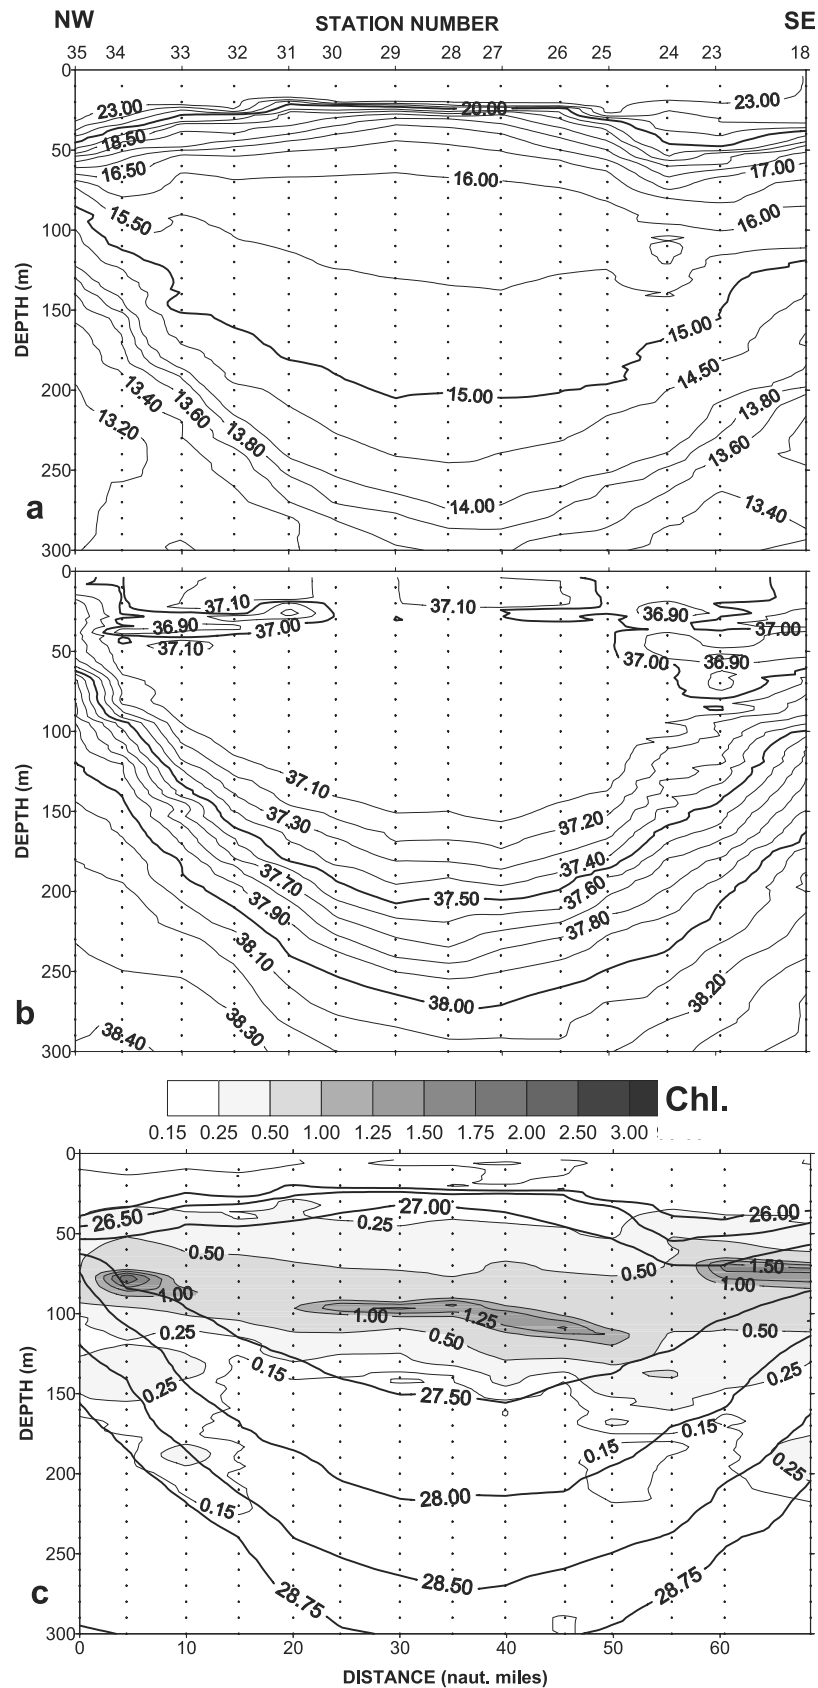 NW STATION NUMBER SE
35 34 33 32 31 30 29 28 27 26 25 24 23 18
0
23.00 20.00 23.00
18.50
50
16.50 16.00 17.00
15.50 16.00
100
DEPTH (m)
150
15.00
14.50
200 15.00
13.40 13.80
13.20 13.60
13.80 13.60
250
a 14.00 13.40
300
0
37.10 37.10 36.90
36.90 37.00 37.00
37.10 37.00 36.90
50
100
DEPTH (m)
37.10
150
37.30 37.20
37.40
37.70 37.50 37.60
200
37.90 37.80
38.10
250
38.00 38.20
b
38.40 38.30
300
Chl.
0.15 0.25 0.50 1.00 1.25 1.50 1.75 2.00 2.50 3.00
0
26.50 27.00 26.00
0.25
50
0.50 0.50 1.50
1.00 1.00
100
1.00 1.25
0.25 0.50 0.50
DEPTH (m)
0.15
150 0.25 27.50 0.25
0.15
0.15
200 0.25
0.15 28.00
250
28.50
c 28.75 28.75
300
0 10 20 30 40 50 60
DISTANCE (naut. miles)